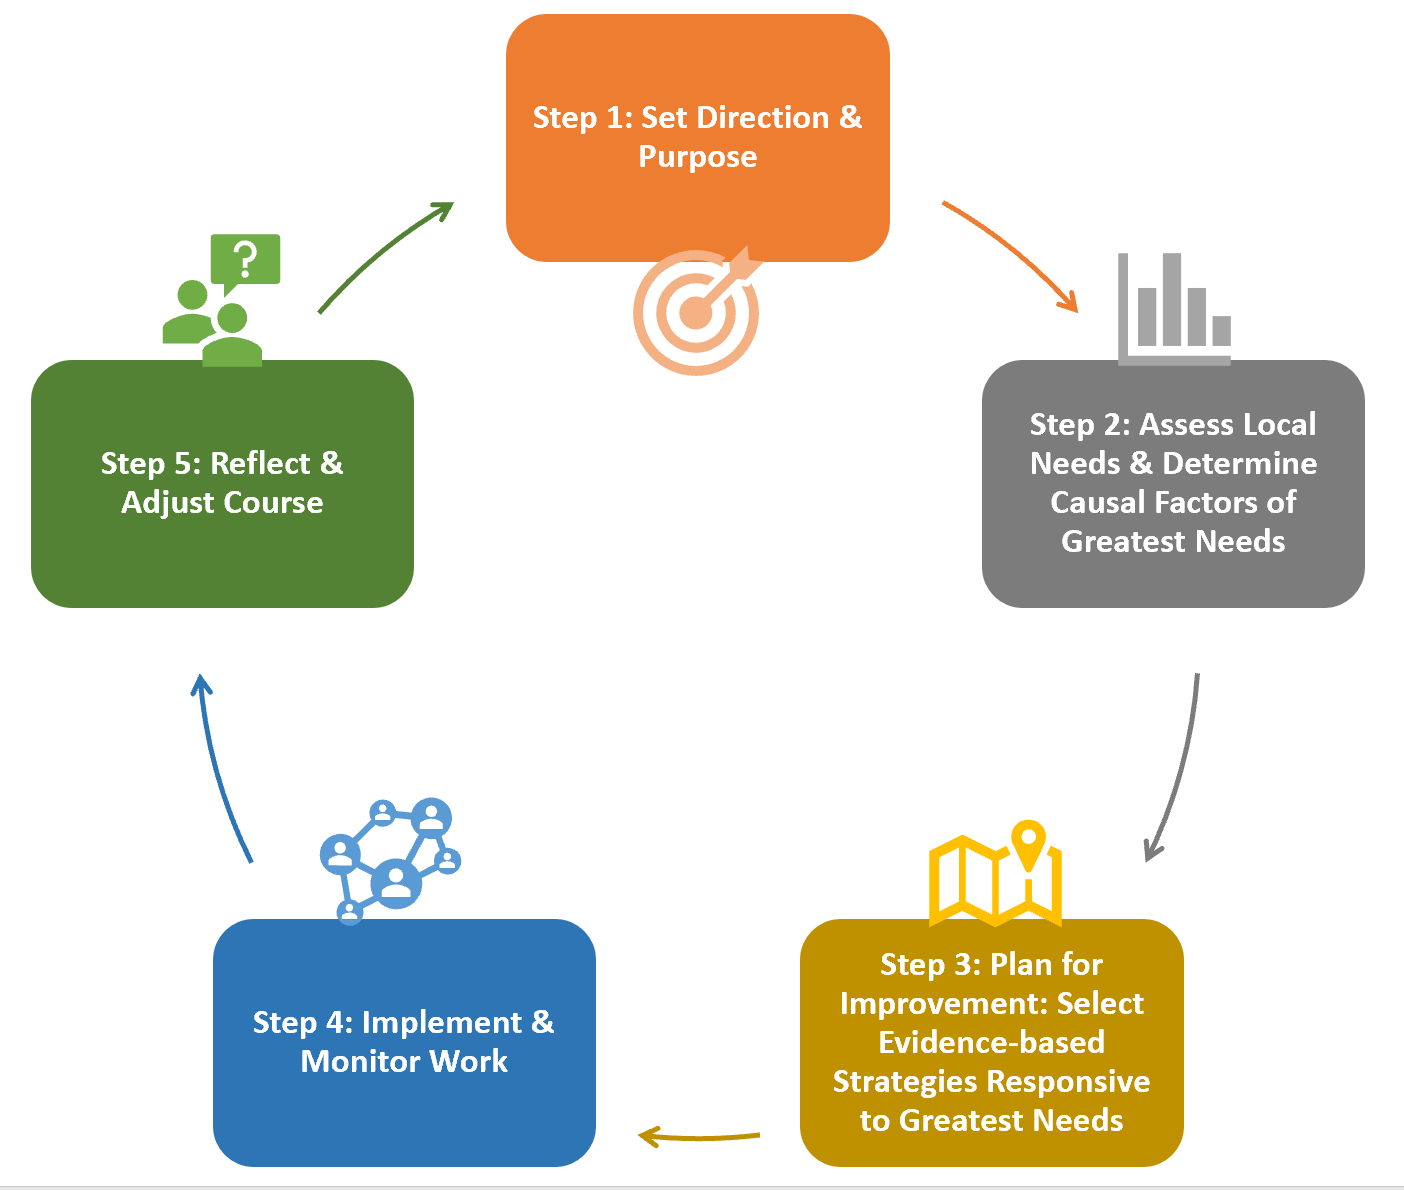 Step 1: Set Direction &
Purpose
?
Step 2: Assess Local
Needs & Determine
Causal Factors of
Greatest Needs
Step 5: Reflect &
Adjust Course
Step 3: Plan for
Improvement: Select
Evidence-based
Strategies Responsive
to Greatest Needs
Step 4: Implement &
Monitor Work